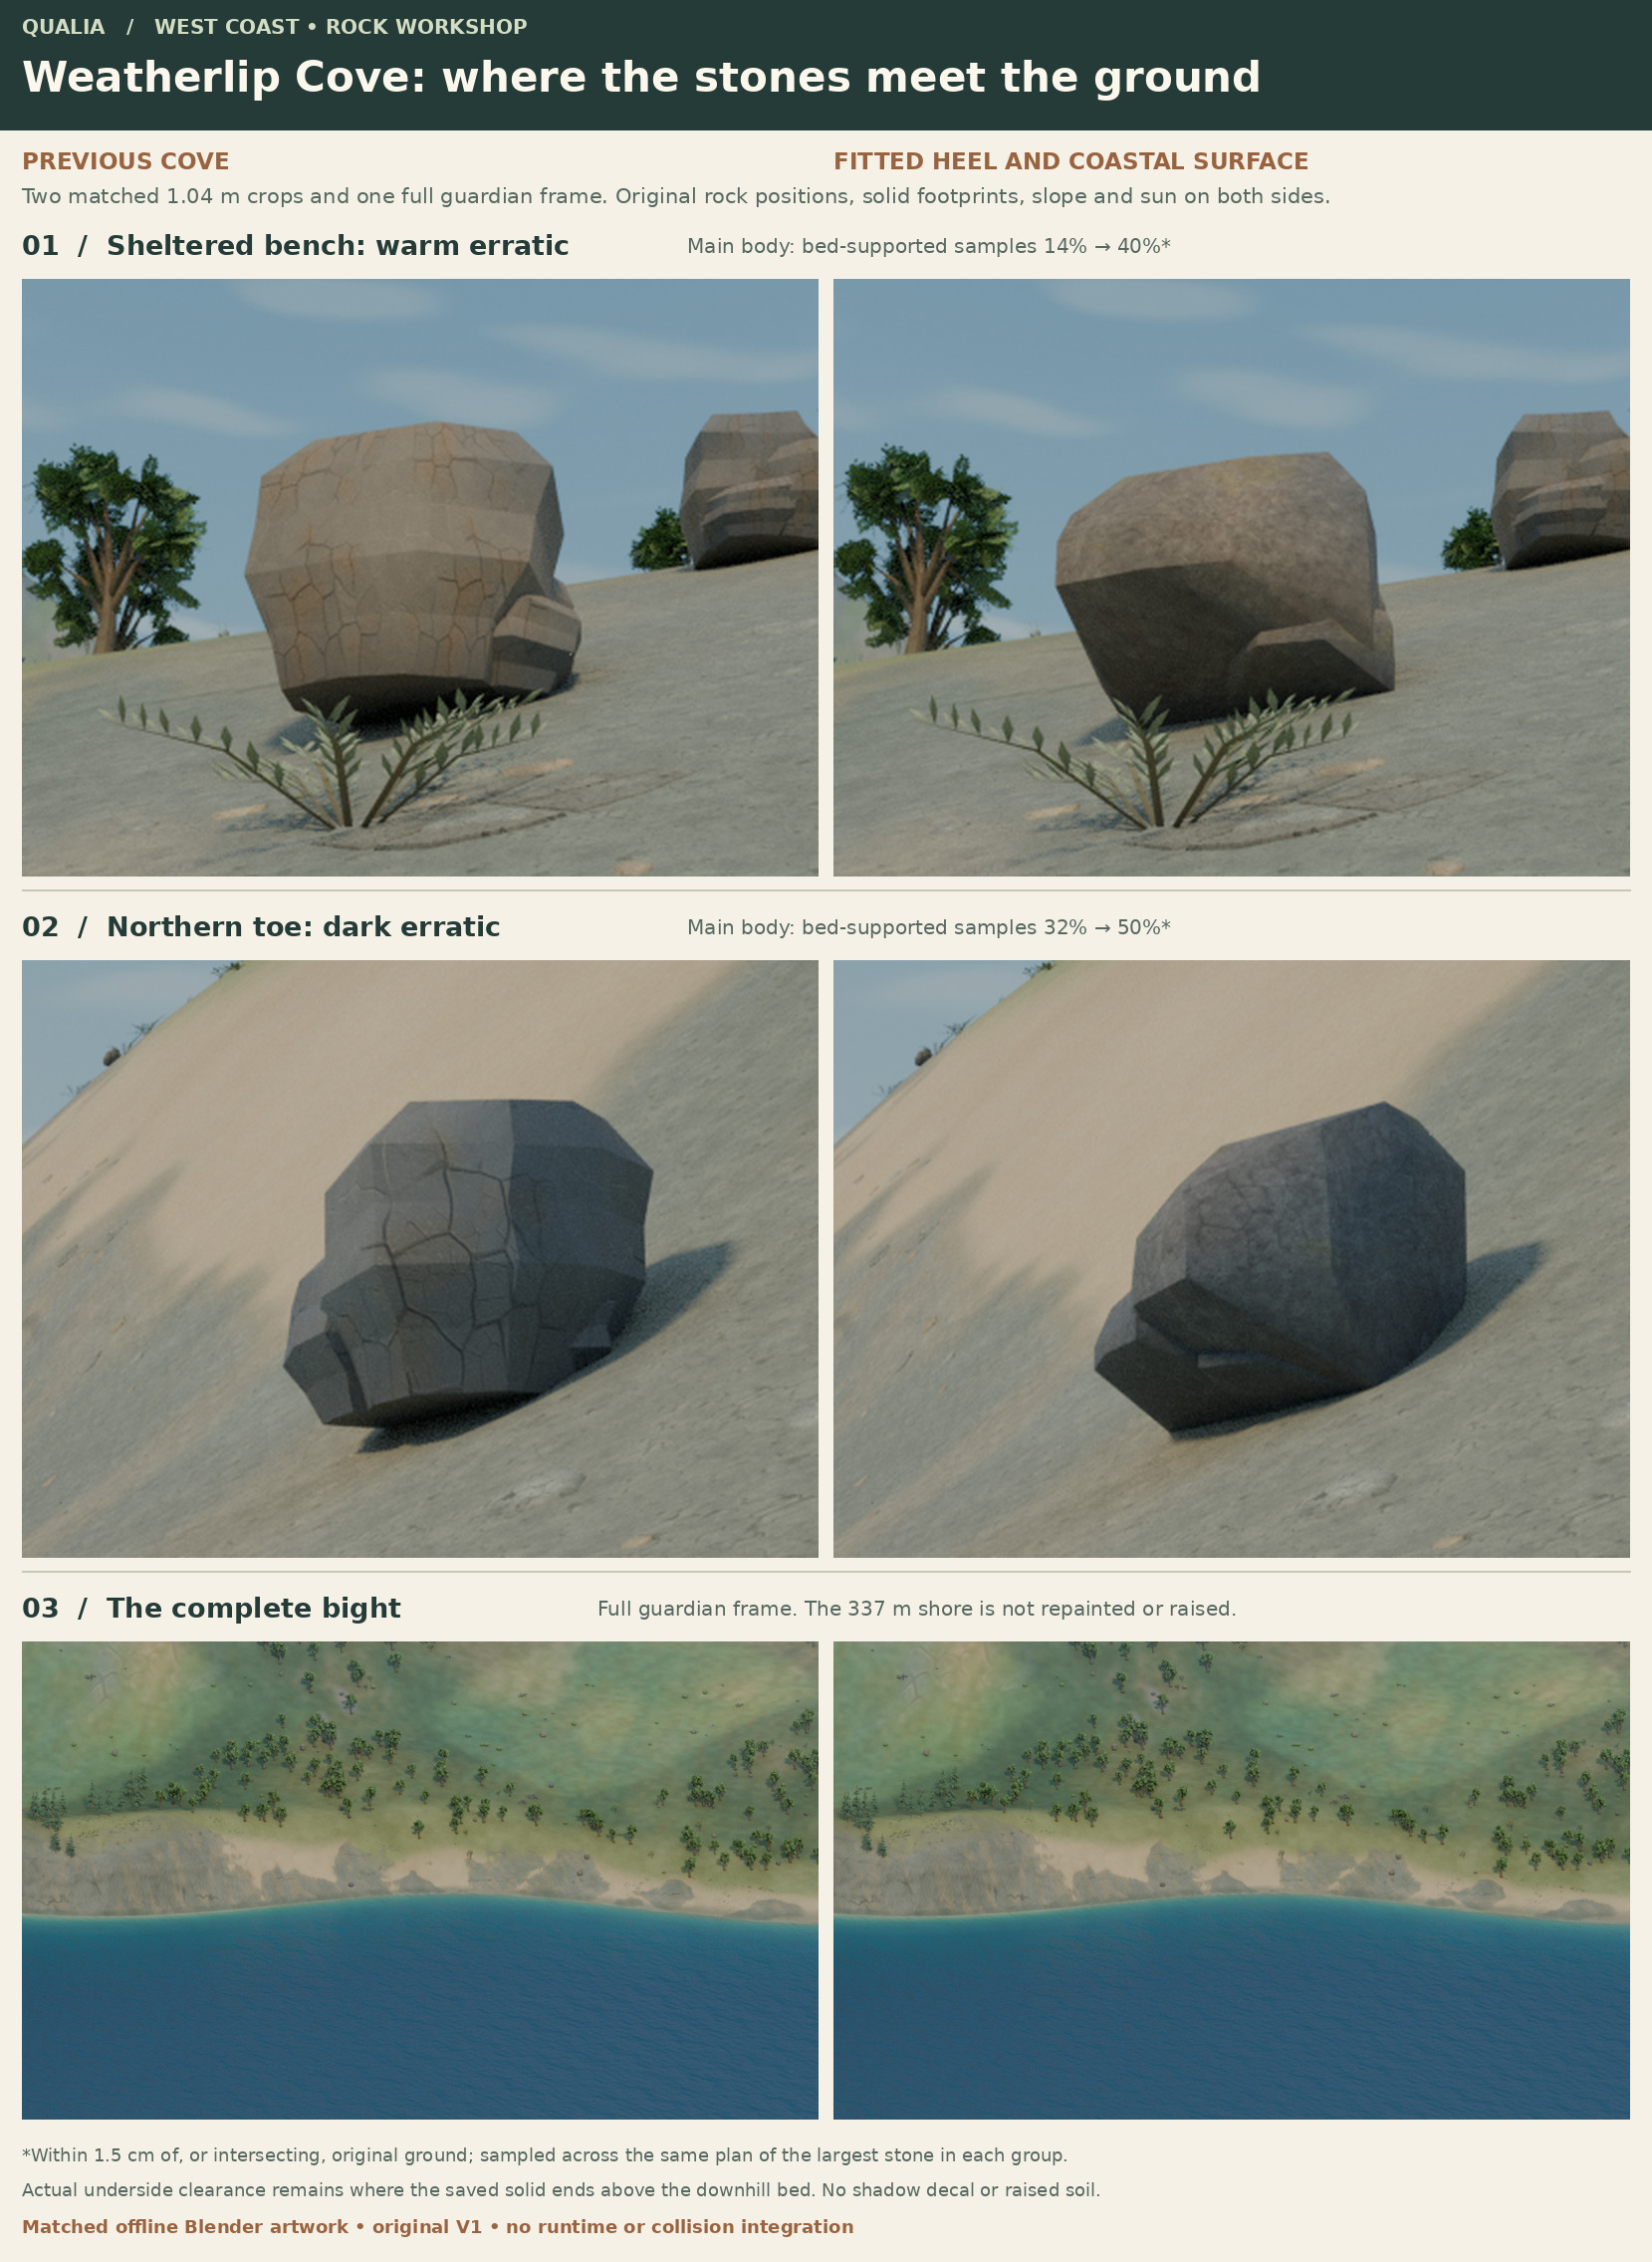 QUALIA / WEST COAST • ROCK WORKSHOP
Weatherlip Cove: where the stones meet the ground
PREVIOUS COVE
FITTED HEEL AND COASTAL SURFACE
Two matched 1.04 m crops and one full guardian frame. Original rock positions, solid footprints, slope and sun on both sides.
01 / Sheltered bench: warm erratic
Main body: bed-supported samples 14% → 40%*
02 / Northern toe: dark erratic
Main body: bed-supported samples 32% → 50%*
03 / The complete bight
Full guardian frame. The 337 m shore is not repainted or raised.
*Within 1.5 cm of, or intersecting, original ground; sampled across the same plan of the largest stone in each group.
Actual underside clearance remains where the saved solid ends above the downhill bed. No shadow decal or raised soil.
Matched offline Blender artwork • original V1 • no runtime or collision integration